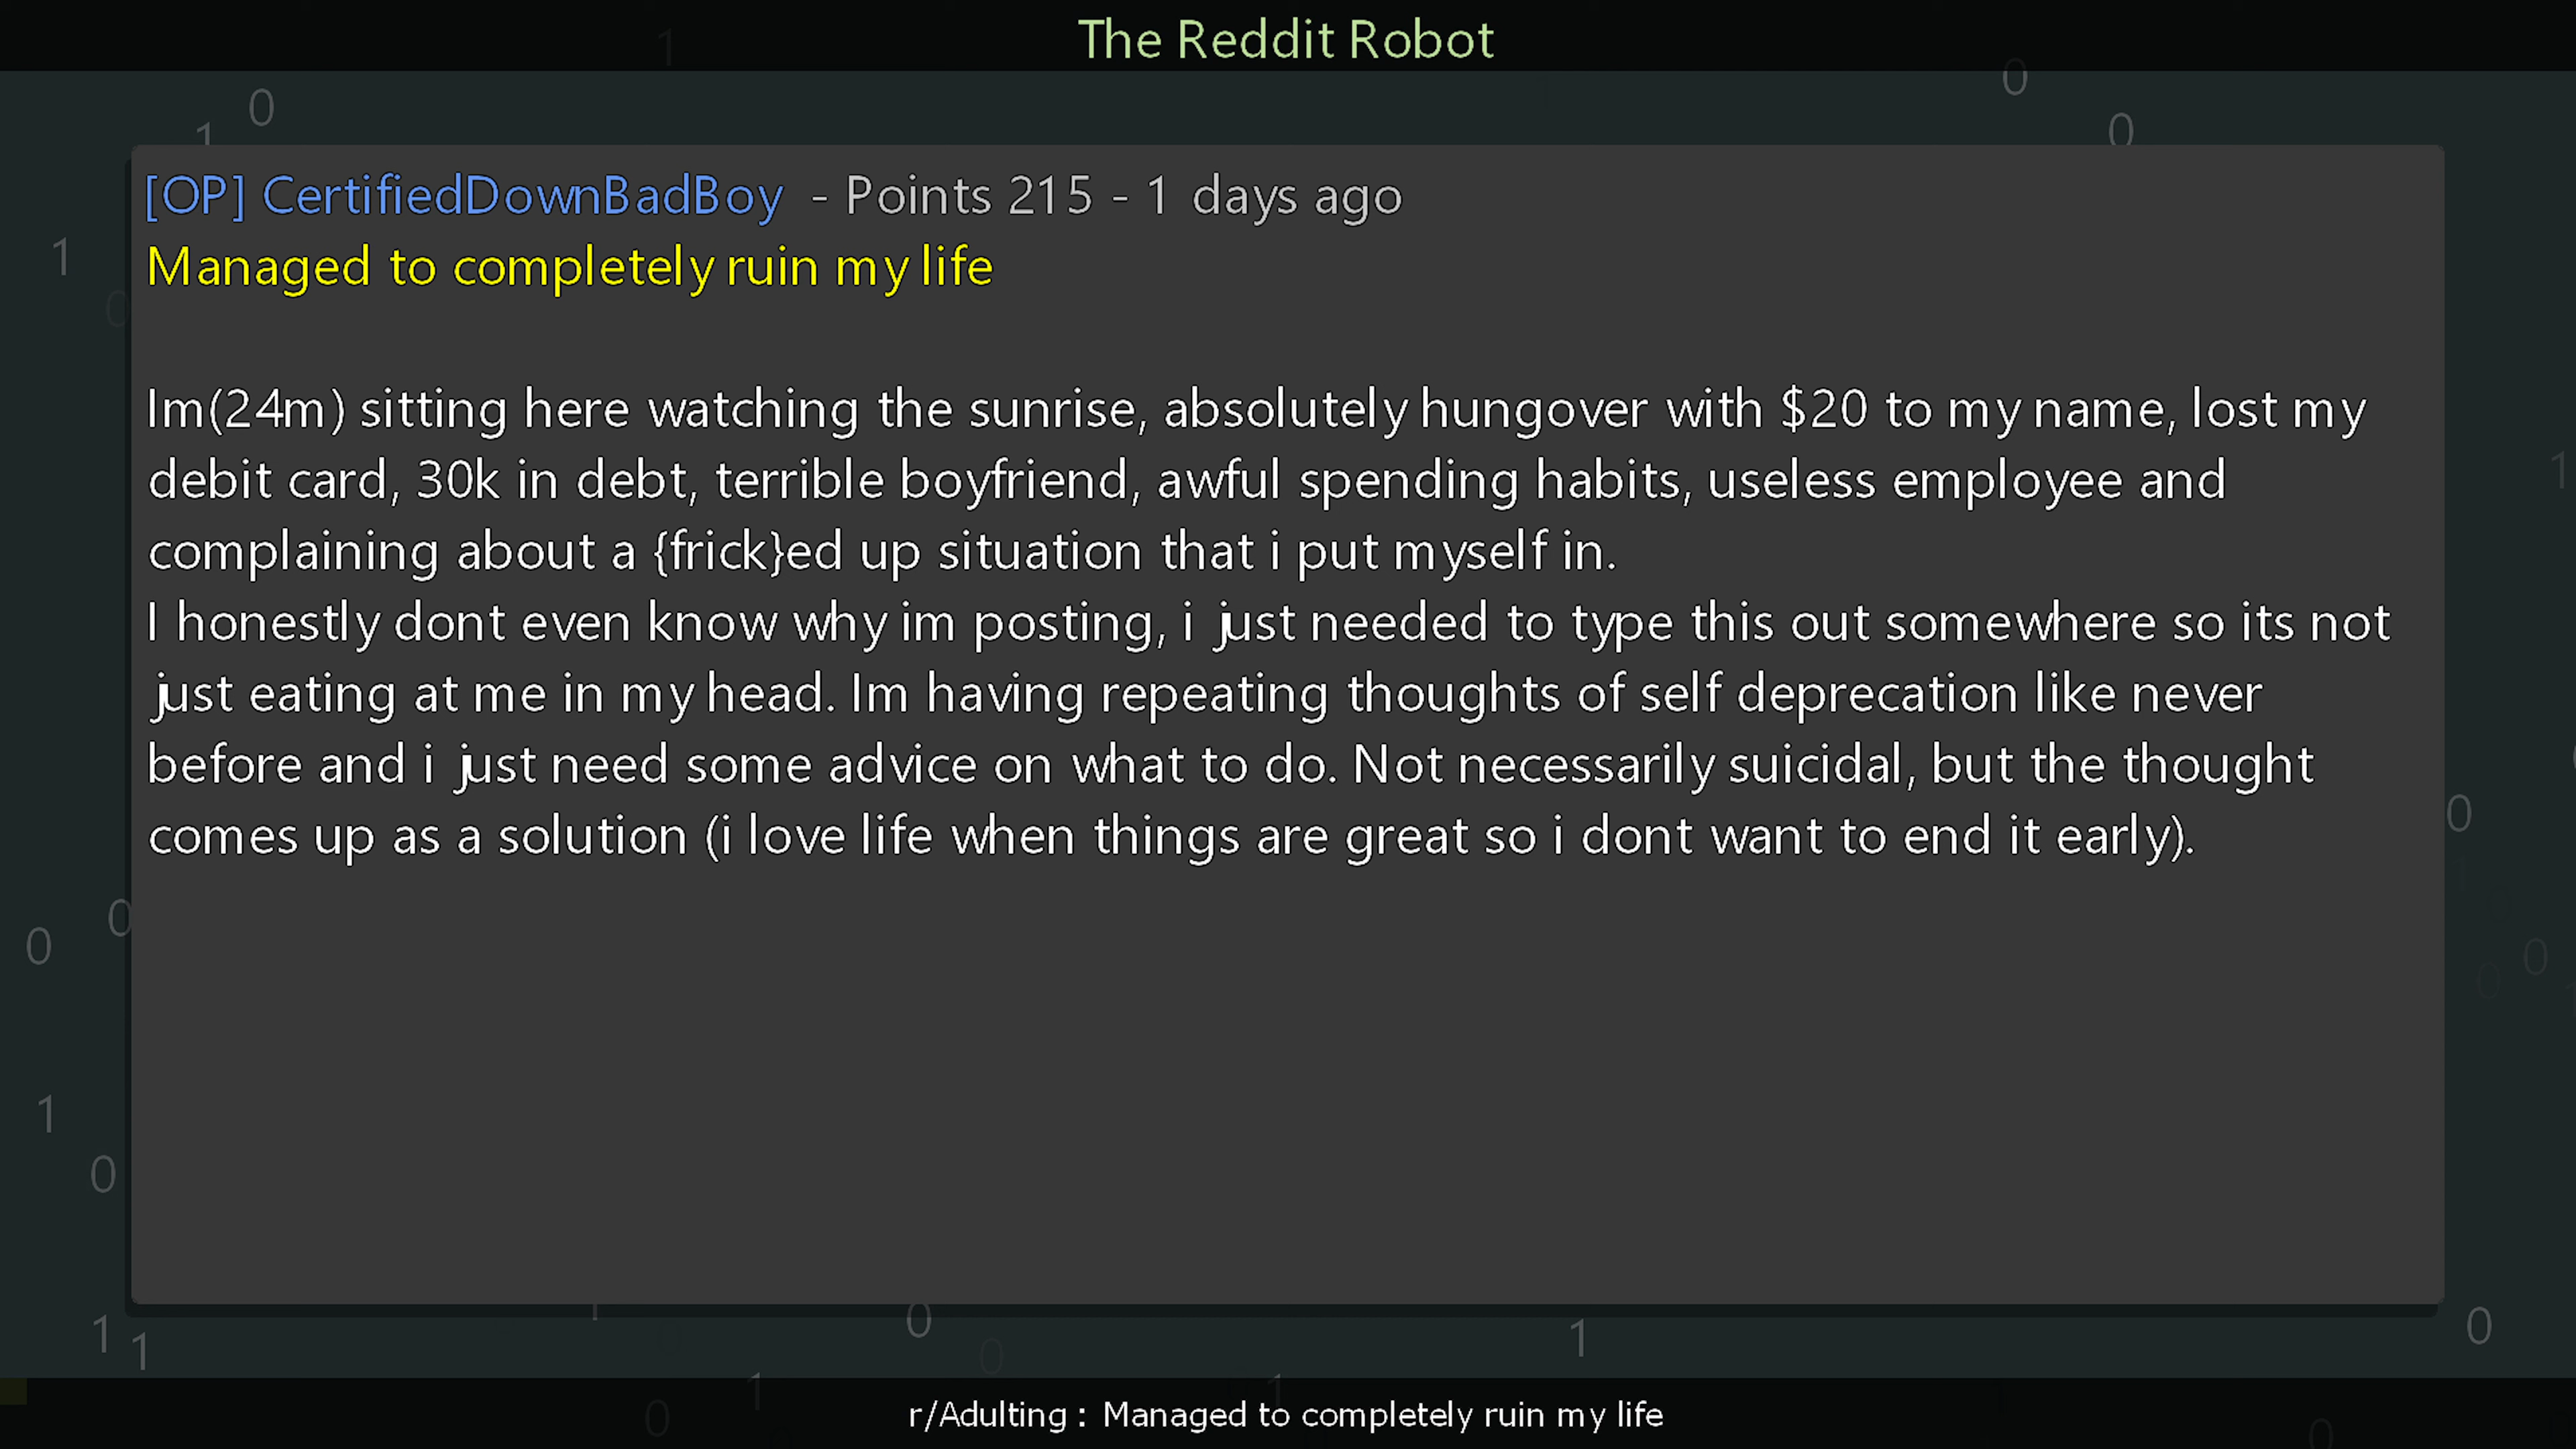 The Reddit Robot
[OP] CertifiedDownBadBoy - Points 215 - 1 days ago
Managed to completely ruin my life
Im(24m) sitting here watching the sunrise, absolutely hungover with $20 to my name, lost my
debit card, 30k in debt, terrible boyfriend, awful spending habits, useless employee and
complaining about a {frick}ed up situation that i put myself in.
I honestly dont even know why im posting, i just needed to type this out somewhere so its not
just eating at me in my head. Im having repeating thoughts of self deprecation like never
before and i just need some advice on what to do. Not necessarily suicidal, but the thought
comes up as a solution (i love life when things are great so i dont want to end it early).
r/Adulting : Managed to completely ruin my life